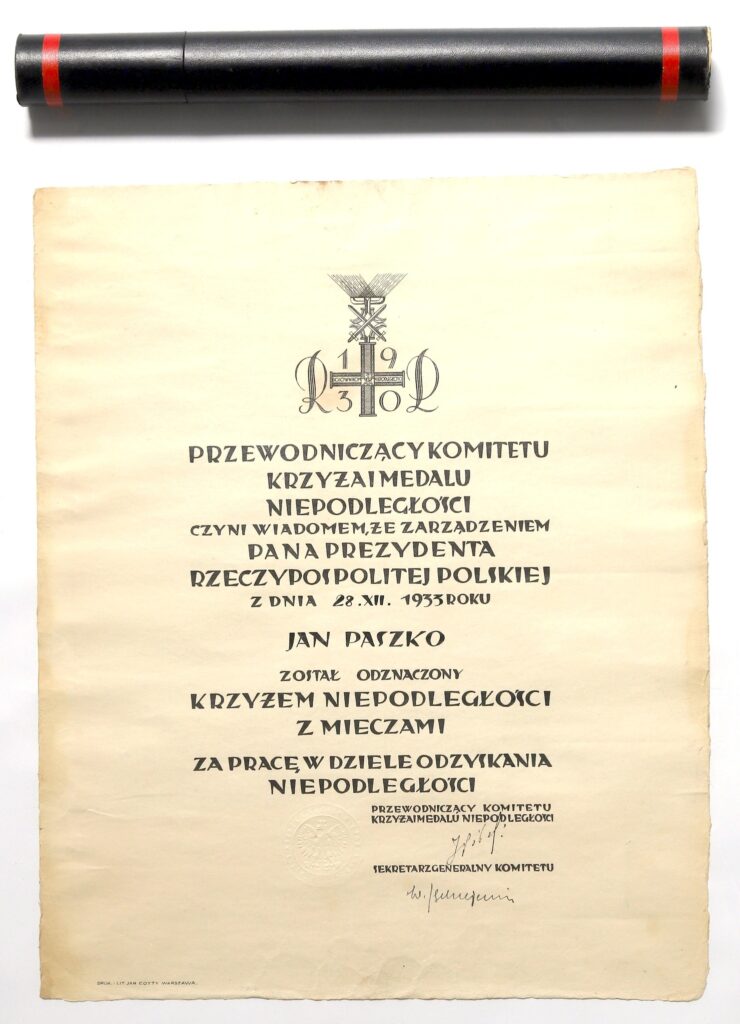 19
R P
30
PRZEWODNICZĄCY KOMITETU
KRZYŻA I MEDALU
NIEPODLEGŁOŚCI
CZYNI WIADOMEM, ŻE ZARZĄDZENIEM
PANA PREZYDENTA
RZECZYPOSPOLITEJ POLSKIEJ
Z DNIA 28.XII. 1933 ROKU
JAN PASZKO
ZOSTAŁ ODZNACZONY
KRZYŻEM NIEPODLEGŁOŚCI
Z MIECZAMI
ZA PRACĘ W DZIELE ODZYSKANIA
NIEPODLEGŁOŚCI
PRZEWODNICZĄCY KOMITETU
KRZYŻA I MEDALU NIEPODLEGŁOŚCI
SEKRETARZ GENERALNY KOMITETU
DRUK. I LIT. JAN COTTY WARSZAWA.